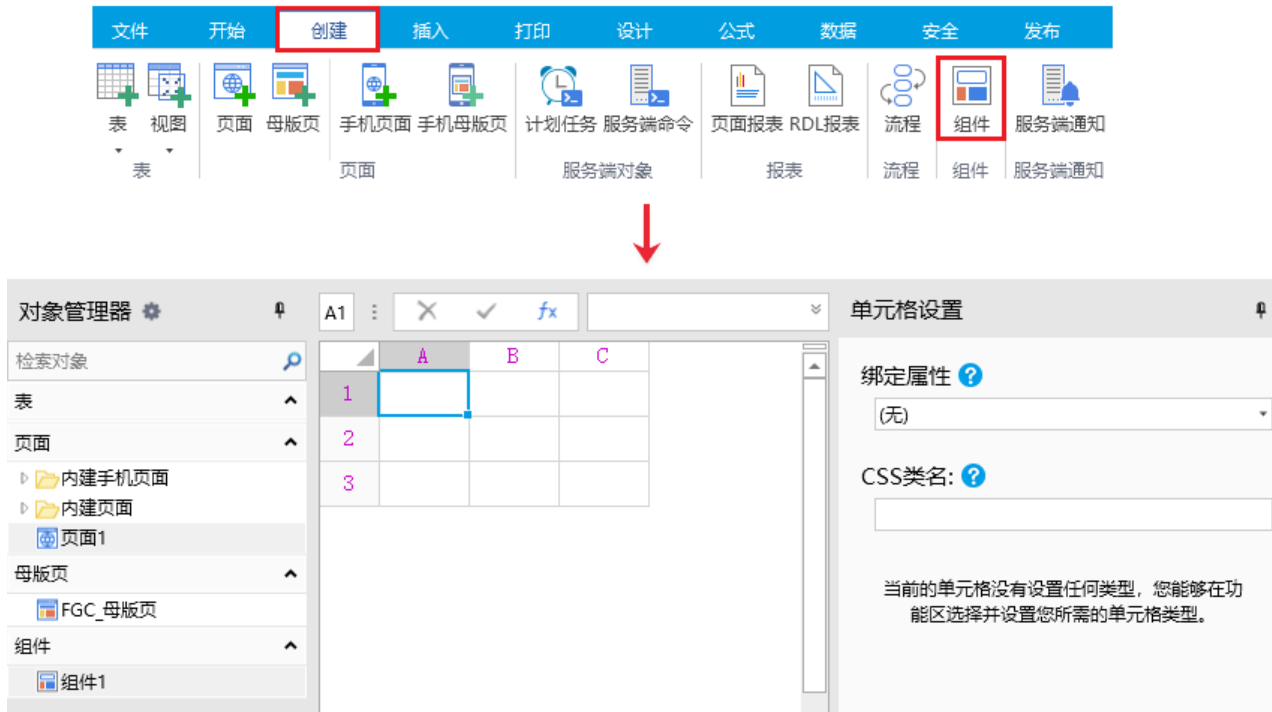 文件 开始 创建 插入 打印 设计 公式 数据 安全 发布
表 视图 页面 母版页 手机页面 手机母版页 计划任务 服务端命令 页面报表 RDL报表 流程 组件 服务端通知
表 页面 服务端对象 报表 流程 组件 服务端通知
对象管理器 A1 fx 单元格设置
检索对象 A B C
绑定属性 ?
表 1
(无)
页面 2
内建手机页面 3
CSS类名: ?
内建页面
页面1
母版页
当前的单元格没有设置任何类型，您能够在功
FGC_母版页
能区选择并设置您所需的单元格类型。
组件
组件1